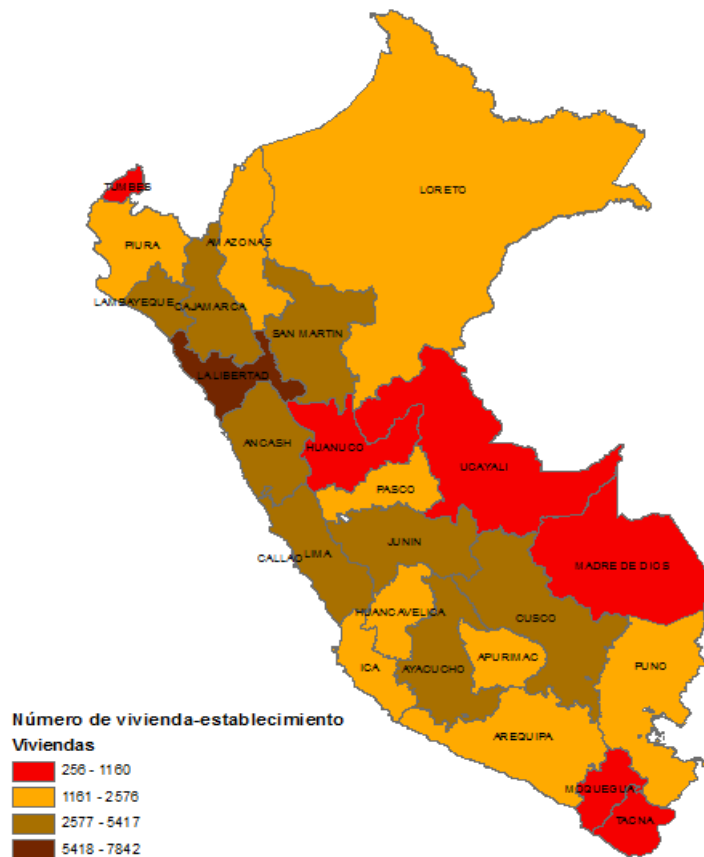 LORETO
TUMBES
AMAZONAS
PIURA
LAMBAYEQUE
CAJAMARCA
SAN MARTIN
LA LIBERTAD
ANCASH
HUANUCO
UCAYALI
PASCO
JUNIN
LIMA
CALLAO
MADRE DE DIOS
HUANCAVELICA
CUSCO
ICA
AYACUCHO
APURIMAC
PUNO
AREQUIPA
MOQUEGUA
TACNA
Número de vivienda-establecimiento
Viviendas
256 - 1160
1161 - 2576
2577 - 5417
5418 - 7842